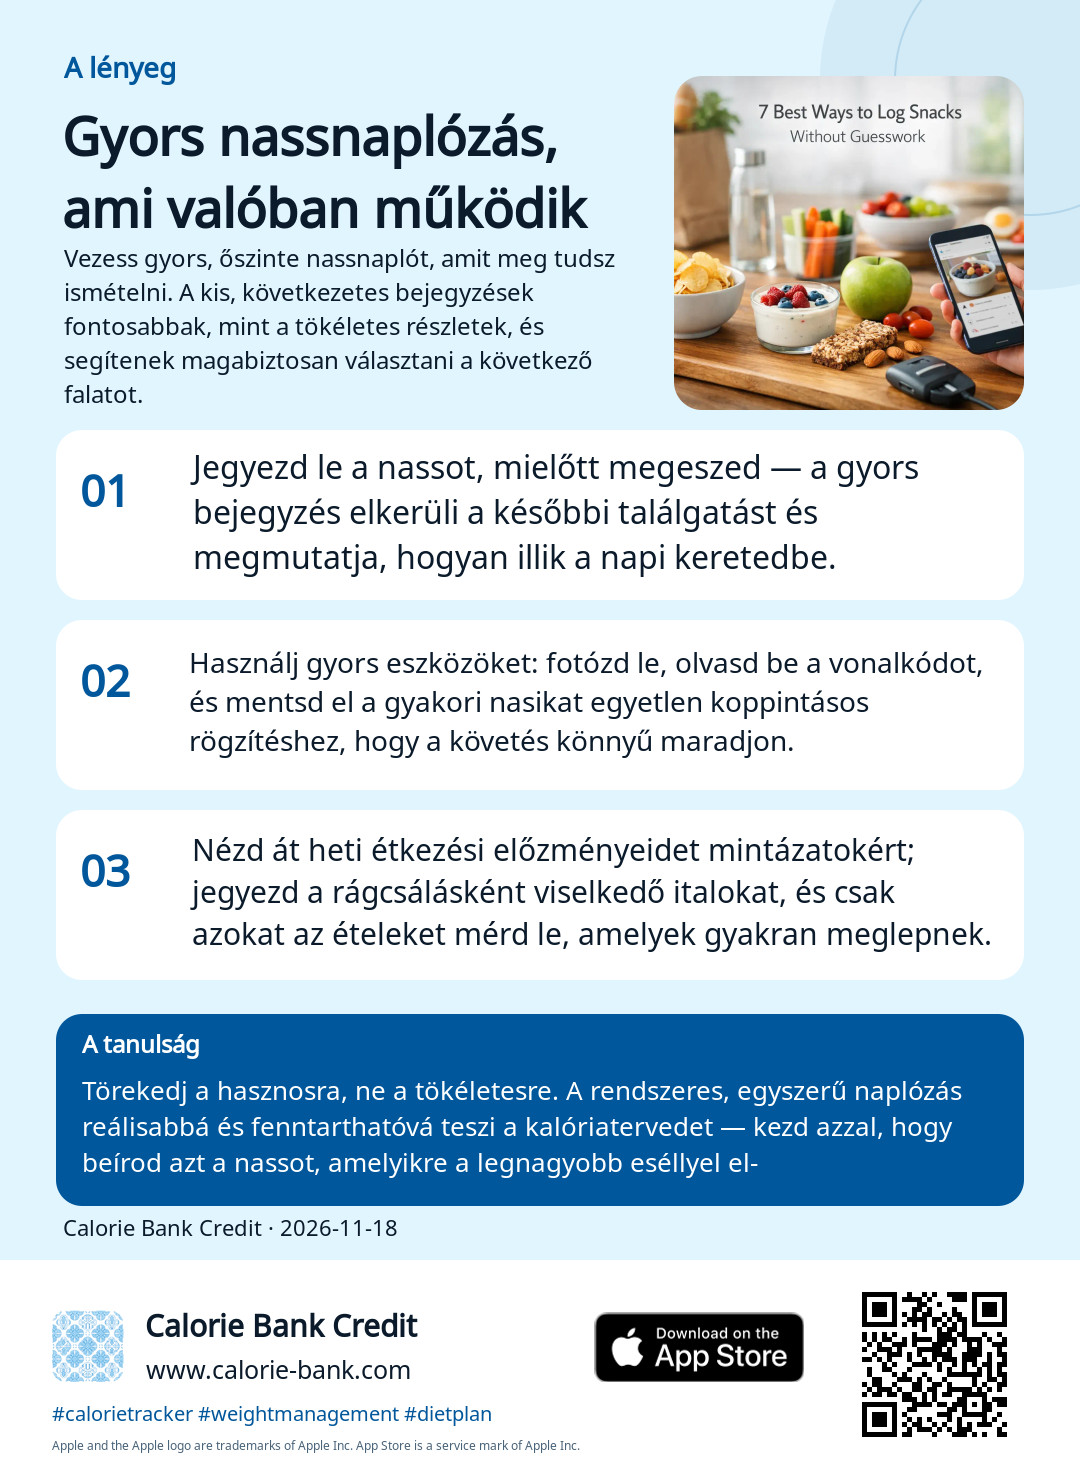 A lényeg
Gyors nassnaplózás,
ami valóban működik
Vezess gyors, őszinte nassnaplót, amit meg tudsz
ismételni. A kis, következetes bejegyzések
fontosabbak, mint a tökéletes részletek, és
segítenek magabiztosan választani a következő
falatot.
7 Best Ways to Log Snacks
Without Guesswork
01
Jegyezd le a nassot, mielőtt megeszed — a gyors
bejegyzés elkerüli a későbbi találgatást és
megmutatja, hogyan illik a napi keretedbe.
02
Használj gyors eszközöket: fotózd le, olvasd be a vonalkódot,
és mentsd el a gyakori nasikat egyetlen koppintásos
rögzítéshez, hogy a követés könnyű maradjon.
03
Nézd át heti étkezési előzményeidet mintázatokért;
jegyezd a rágcsálásként viselkedő italokat, és csak
azokat az ételeket mérd le, amelyek gyakran meglepnek.
A tanulság
Törekedj a hasznosra, ne a tökéletesre. A rendszeres, egyszerű naplózás
reálisabbá és fenntarthatóvá teszi a kalóriatervedet — kezd azzal, hogy
beírod azt a nassot, amelyikre a legnagyobb eséllyel el-
Calorie Bank Credit · 2026-11-18
Calorie Bank Credit
www.calorie-bank.com
Download on the
App Store
#calorietracker #weightmanagement #dietplan
Apple and the Apple logo are trademarks of Apple Inc. App Store is a service mark of Apple Inc.